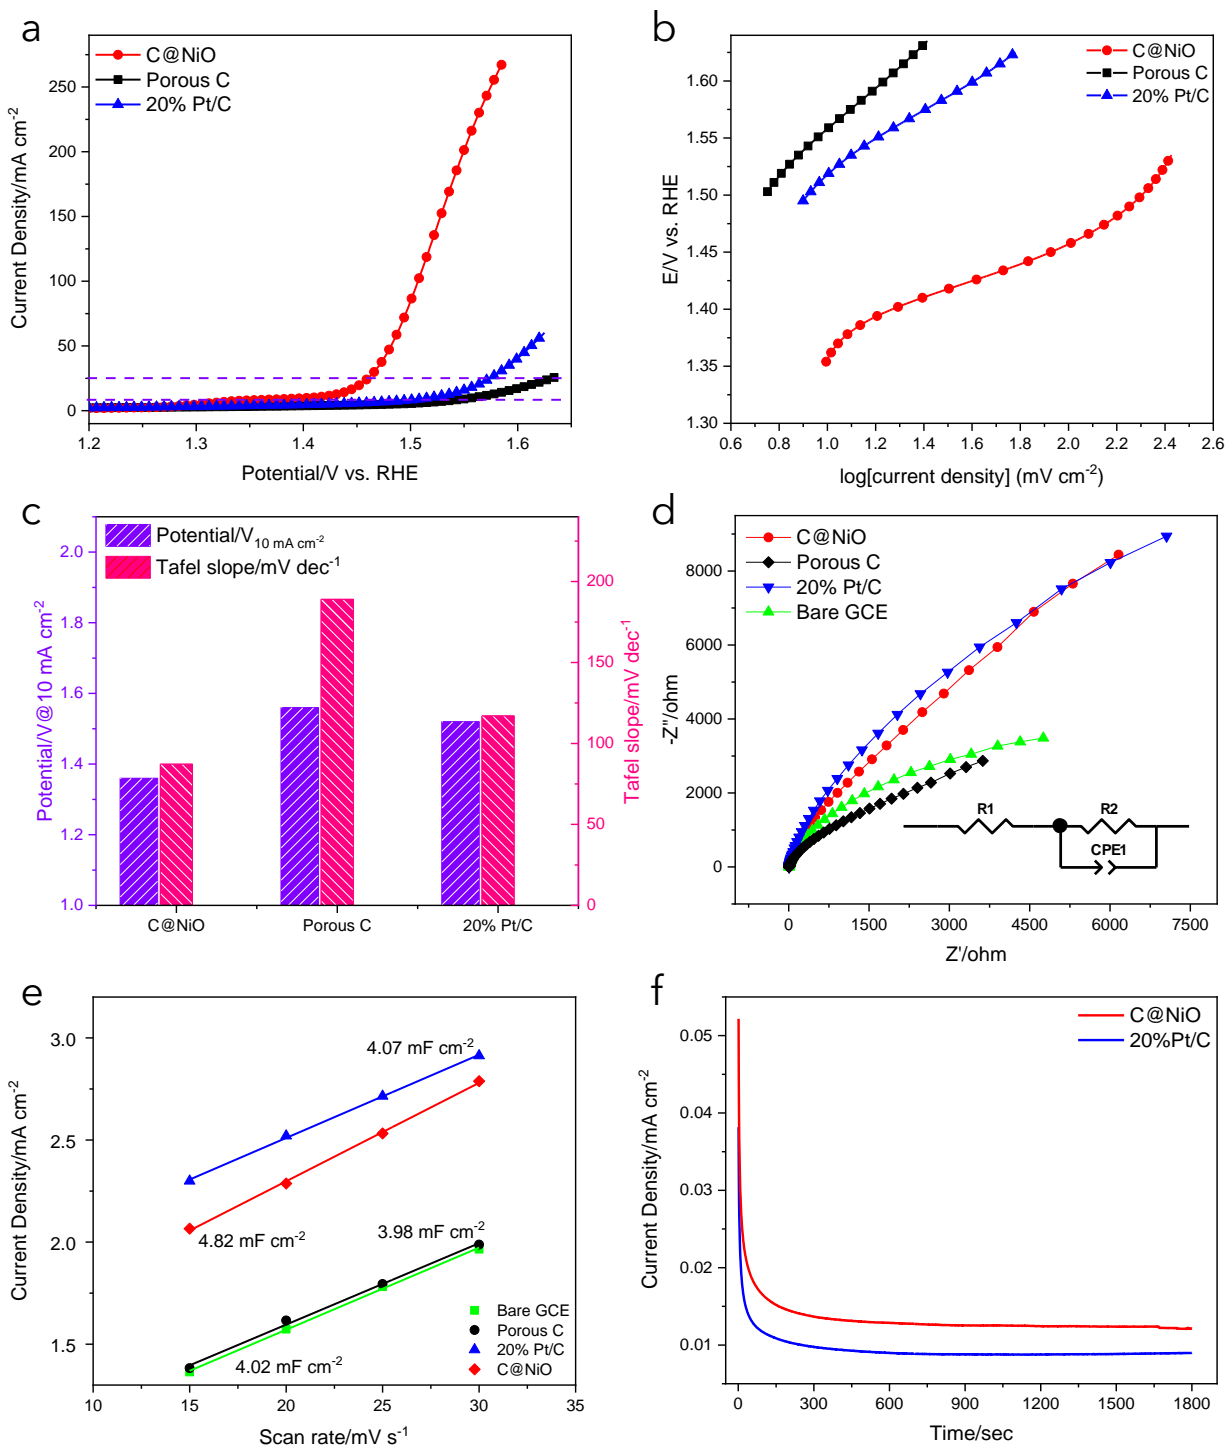 a
C@NiO
Porous C
20% Pt/C
250
200
150
100
50
0
1.2 1.3 1.4 1.5 1.6
Current Density/mA cm-2
Potential/V vs. RHE
b
C@NiO
Porous C
20% Pt/C
1.60
1.55
1.50
1.45
1.40
1.35
1.30
0.6 1.0 1.4 1.8 2.0 2.2 2.4 2.6
E/V vs. RHE
log[current density] (mV cm-2)
c
Potential/V10 mA cm-2
Tafel slope/mV dec-1
2.0
1.8
1.6
1.4
1.2
1.0
200
150
100
50
0
C@NiO Porous C 20% Pt/C
Potential/V@10 mA cm-2
Tafel slope/mV dec-1
d
C@NiO
Porous C
20% Pt/C
Bare GCE
8000
6000
4000
2000
0
0 1500 3000 4500 6000 7500
-Z"/ohm
Z'/ohm
R1 R2
CPE1
e
3.0
2.5
2.0
1.5
10 15 20 25 30 35
4.07 mF cm-2
4.82 mF cm-2
3.98 mF cm-2
4.02 mF cm-2
Bare GCE
Porous C
20% Pt/C
C@NiO
Current Density/mA cm-2
Scan rate/mV s-1
f
C@NiO
20%Pt/C
0.05
0.04
0.03
0.02
0.01
0 300 600 900 1200 1500 1800
Current Density/mA cm-2
Time/sec